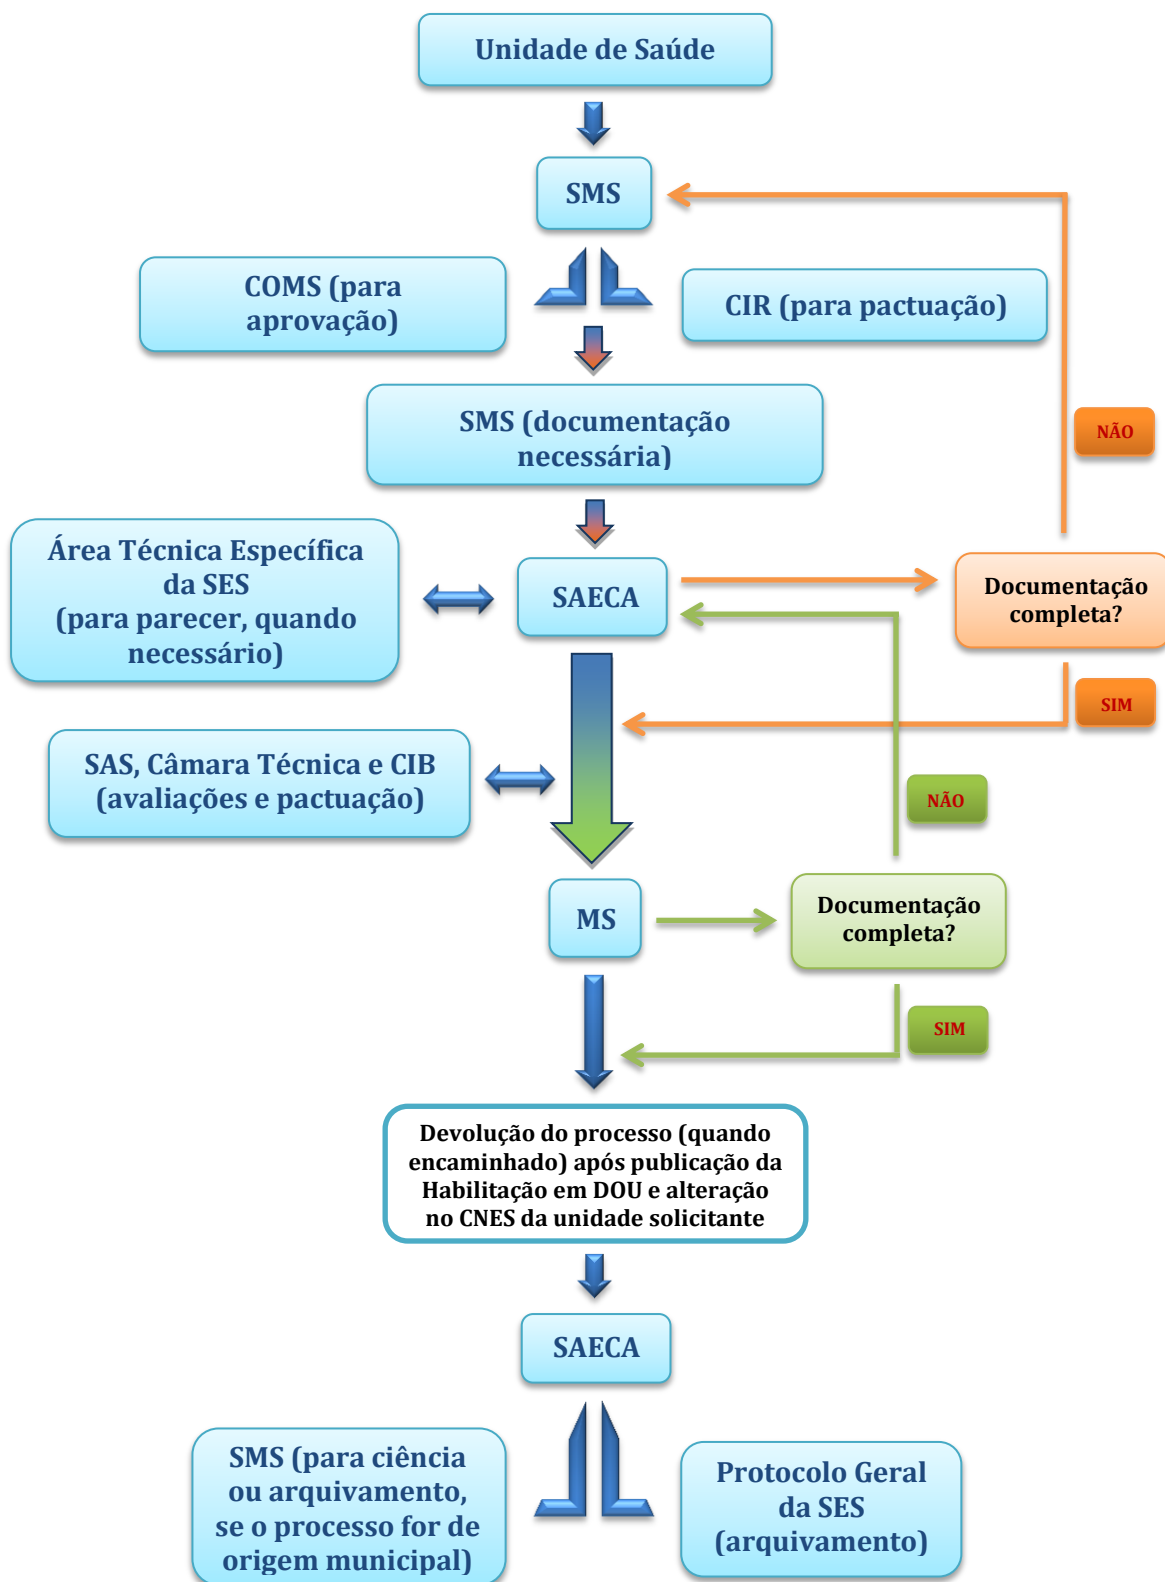 Unidade de Saúde
SMS
COMS (para
aprovação)
CIR (para pactuação)
SMS (documentação
necessária)
NÃO
Área Técnica Específica
da SES
(para parecer, quando
necessário)
SAECA
Documentação
completa?
SIM
SAS, Câmara Técnica e CIB
(avaliações e pactuação)
NÃO
MS
Documentação
completa?
SIM
Devolução do processo (quando
encaminhado) após publicação da
Habilitação em DOU e alteração
no CNES da unidade solicitante
SAECA
SMS (para ciência
ou arquivamento,
se o processo for de
origem municipal)
Protocolo Geral
da SES
(arquivamento)